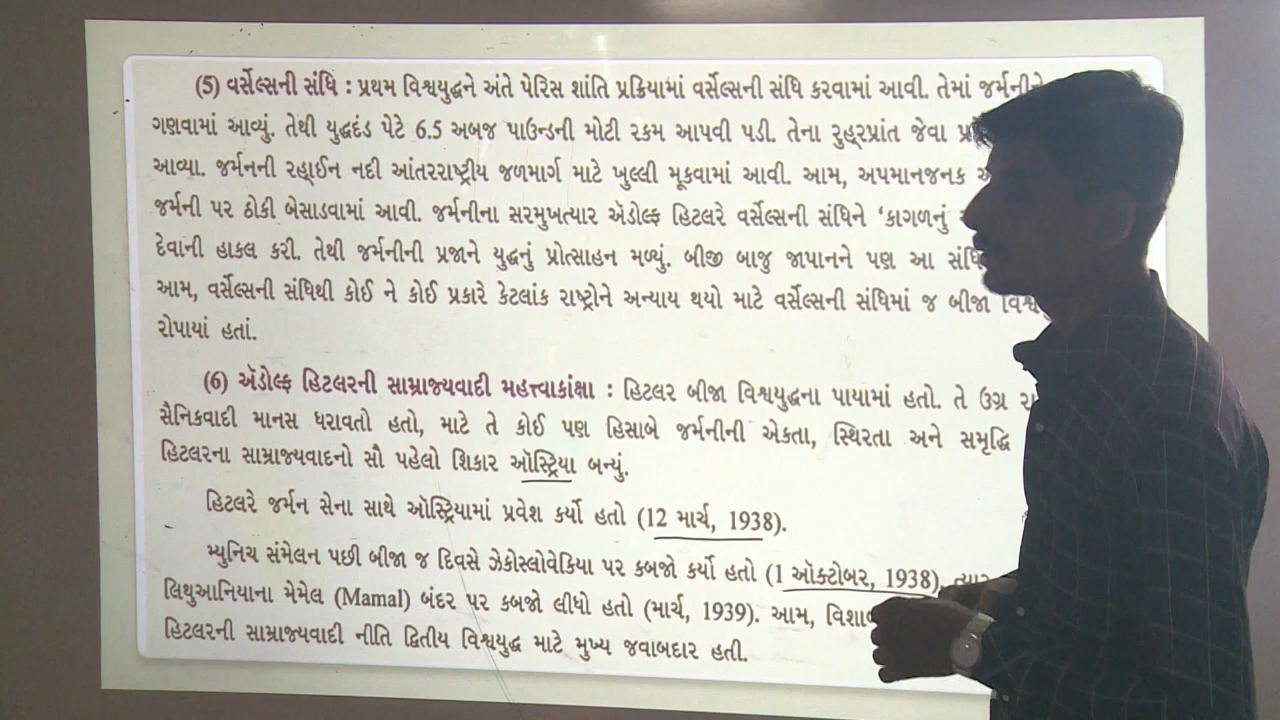 (5) વર્સેલ્સની સંધિ : પ્રથમ વિશ્વયુદ્ધને અંતે પેરિસ શાંતિ પ્રક્રિયામાં વર્સેલ્સની સંધિ કરવામાં આવી. તેમાં
ગણવામાં આવ્યું. તેથી યુદ્ધદંડ પેટે 6.5 અબજ પાઉન્ડની મોટી રકમ આપવી પડી. તેના રુહ્‌રપ્રાંત જેવા
આવ્યા. જર્મનની રહાઈન નદી આંતરરાષ્ટ્રીય જળમાર્ગ માટે ખુલ્લી મૂકવામાં આવી. આમ, અપમાનજનક
જર્મની પર ઠોકી બેસાડવામાં આવી. જર્મનીના સરમુખત્યાર ઍડોલ્ફ હિટલરે વર્સેલ્સની સંધિને ‘કાગળનું
દેવાની હાકલ કરી. તેથી જર્મનીની પ્રજાને યુદ્ધનું પ્રોત્સાહન મળ્યું. બીજી બાજુ જાપાનને પણ આ
આમ, વર્સેલ્સની સંધિથી કોઈ ને કોઈ પ્રકારે કેટલાંક રાષ્ટ્રોને અન્યાય થયો માટે વર્સેલ્સની સંધિમાં જ બીજા
રોપાયાં હતાં.
(6) ઍડોલ્ફ હિટલરની સામ્રાજ્યવાદી મહત્ત્વાકાંક્ષા : હિટલર બીજા વિશ્વયુદ્ધના પાયામાં હતો. તે ઉગ્ર
સૈનિકવાદી માનસ ધરાવતો હતો, માટે તે કોઈ પણ હિસાબે જર્મનીની એકતા, સ્થિરતા અને સમૃદ્ધિ
હિટલરના સામ્રાજ્યવાદનો સૌ પહેલો શિકાર ઑસ્ટ્રિયા બન્યું.
હિટલરે જર્મન સેના સાથે ઑસ્ટ્રિયામાં પ્રવેશ કર્યો હતો (12 માર્ચ, 1938).
મ્યુનિચ સંમેલન પછી બીજા જ દિવસે ઝેકોસ્લોવેકિયા પર કબજો કર્યો હતો (1 ઑક્ટોબર, 1938).
લિથુઆનિયાના મેમેલ (Mamal) બંદર પર કબજો લીધો હતો (માર્ચ, 1939). આમ,
હિટલરની સામ્રાજ્યવાદી નીતિ દ્વિતીય વિશ્વયુદ્ધ માટે મુખ્ય જવાબદાર હતી.